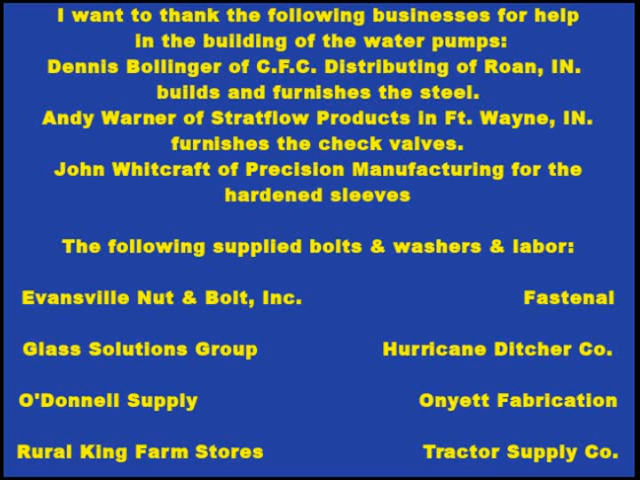 I want to thank the following businesses for help
in the building of the water pumps:
Dennis Bollinger of C.F.C. Distributing of Roan, IN.
builds and furnishes the steel.
Andy Warner of Stratflow Products in Ft. Wayne, IN.
furnishes the check valves.
John Whitcraft of Precision Manufacturing for the
hardened sleeves
The following supplied bolts & washers & labor:
Evansville Nut & Bolt, Inc. Fastenal
Glass Solutions Group Hurricane Ditcher Co.
O'Donnell Supply Onyett Fabrication
Rural King Farm Stores Tractor Supply Co.